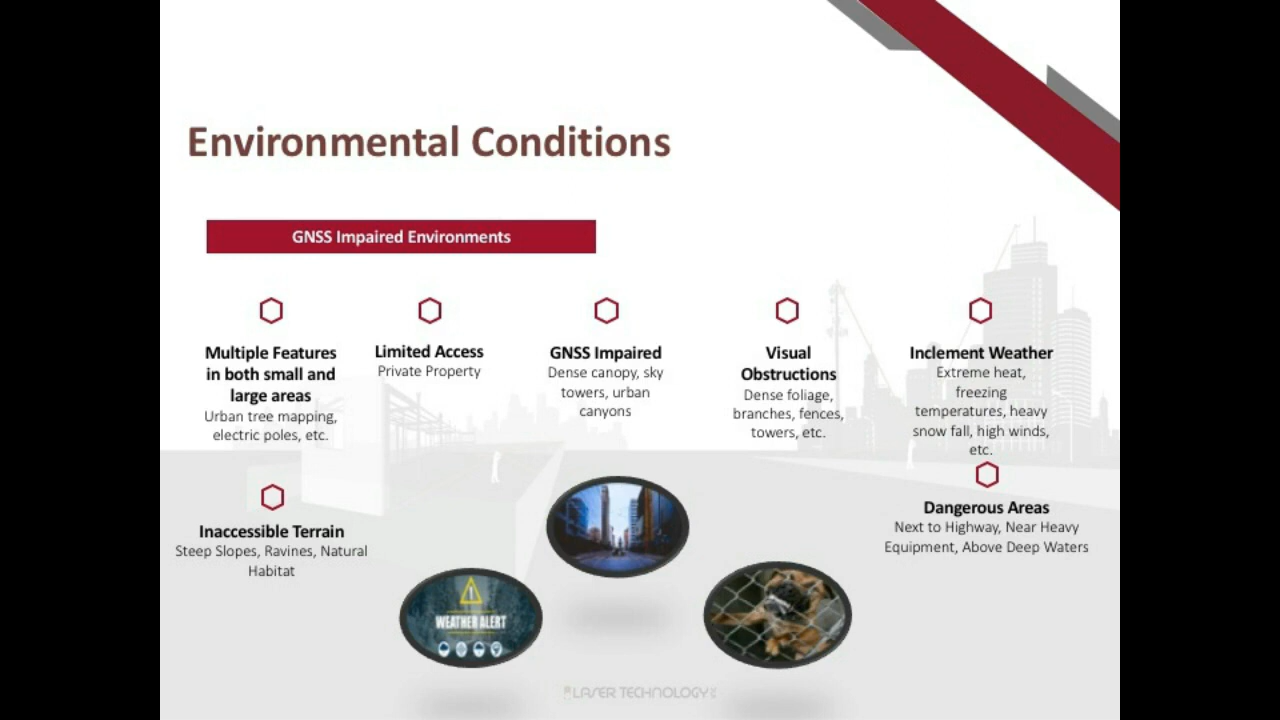 Environmental Conditions
GNSS Impaired Environments
Multiple Features
in both small and
large areas
Urban tree mapping,
electric poles, etc.
Limited Access
Private Property
GNSS Impaired
Dense canopy, sky
towers, urban
canyons
Visual
Obstructions
Dense foliage,
branches, fences,
towers, etc.
Inclement Weather
Extreme heat,
freezing
temperatures, heavy
snow fall, high winds,
etc.
Inaccessible Terrain
Steep Slopes, Ravines, Natural
Habitat
Dangerous Areas
Next to Highway, Near Heavy
Equipment, Above Deep Waters
WEATHER ALERT
LASER TECHNOLOGY